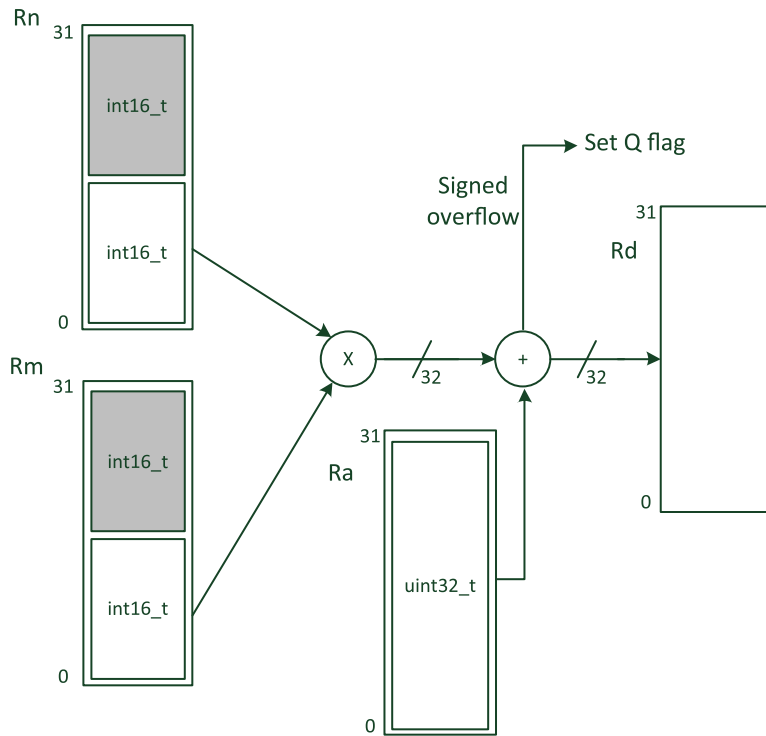 Rn
31
int16_t
int16_t
0
Set Q flag
Signed
overflow
31
Rd
Rm
31
int16_t
int16_t
0
X
32
+
32
0
31
Ra
uint32_t
0